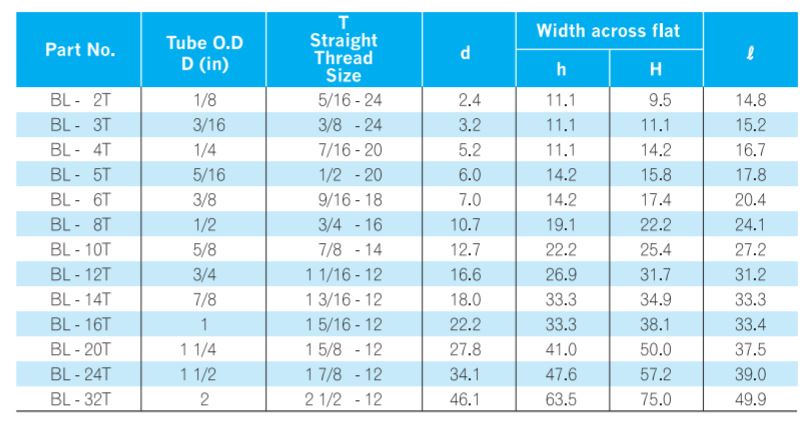 Part No. Tube O.D D (in) T Straight Thread Size d Width across flat h H ℓ
BL - 2T 1/8 5/16 - 24 2.4 11.1 9.5 14.8
BL - 3T 3/16 3/8 - 24 3.2 11.1 11.1 15.2
BL - 4T 1/4 7/16 - 20 5.2 11.1 14.2 16.7
BL - 5T 5/16 1/2 - 20 6.0 14.2 15.8 17.8
BL - 6T 3/8 9/16 - 18 7.0 14.2 17.4 20.4
BL - 8T 1/2 3/4 - 16 10.7 19.1 22.2 24.1
BL - 10T 5/8 7/8 - 14 12.7 22.2 25.4 27.2
BL - 12T 3/4 1 1/16 - 12 16.6 26.9 31.7 31.2
BL - 14T 7/8 1 3/16 - 12 18.0 33.3 34.9 33.3
BL - 16T 1 1 5/16 - 12 22.2 33.3 38.1 33.4
BL - 20T 1 1/4 1 5/8 - 12 27.8 41.0 50.0 37.5
BL - 24T 1 1/2 1 7/8 - 12 34.1 47.6 57.2 39.0
BL - 32T 2 2 1/2 - 12 46.1 63.5 75.0 49.9